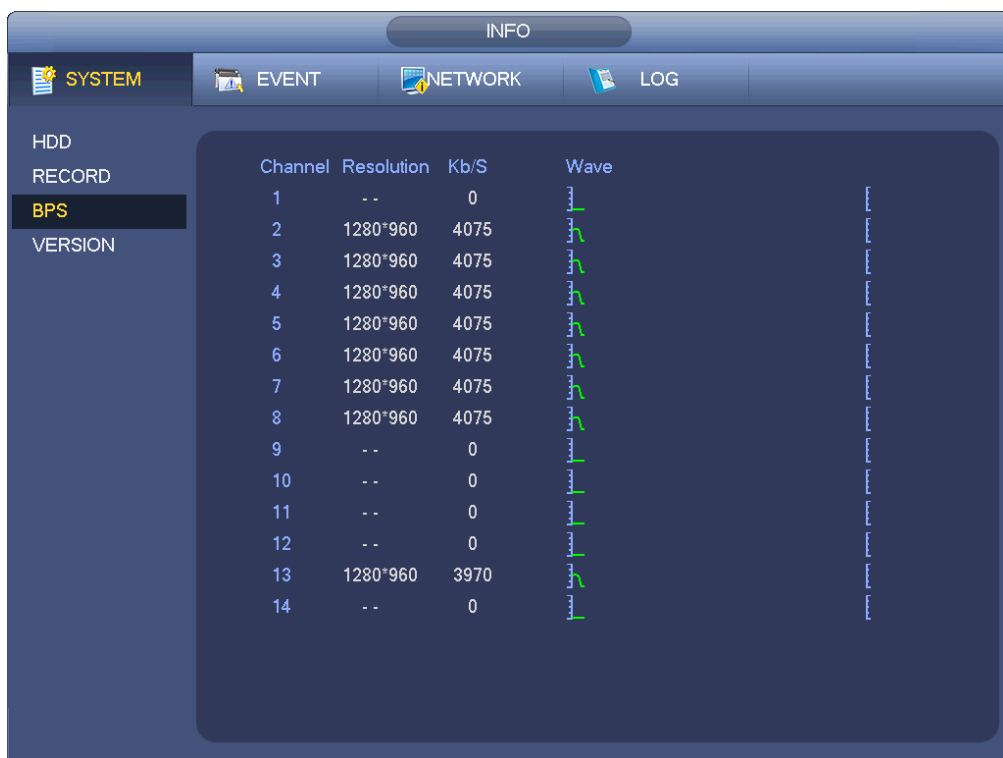 INFO
SYSTEM EVENT NETWORK LOG
HDD
RECORD
BPS
VERSION
Channel Resolution Kb/S Wave
1 - - 0
2 1280*960 4075
3 1280*960 4075
4 1280*960 4075
5 1280*960 4075
6 1280*960 4075
7 1280*960 4075
8 1280*960 4075
9 - - 0
10 - - 0
11 - - 0
12 - - 0
13 1280*960 3970
14 - - 0